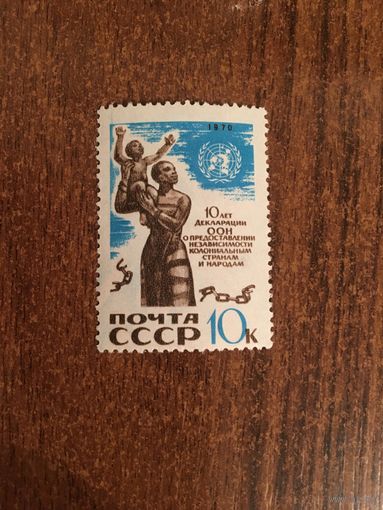 1970
10 ЛЕТ
ДЕКЛАРАЦИИ
ООН
О ПРЕДОСТАВЛЕНИИ
НЕЗАВИСИМОСТИ
КОЛОНИАЛЬНЫМ
СТРАНАМ
И НАРОДАМ
ПОЧТА
СССР 10К